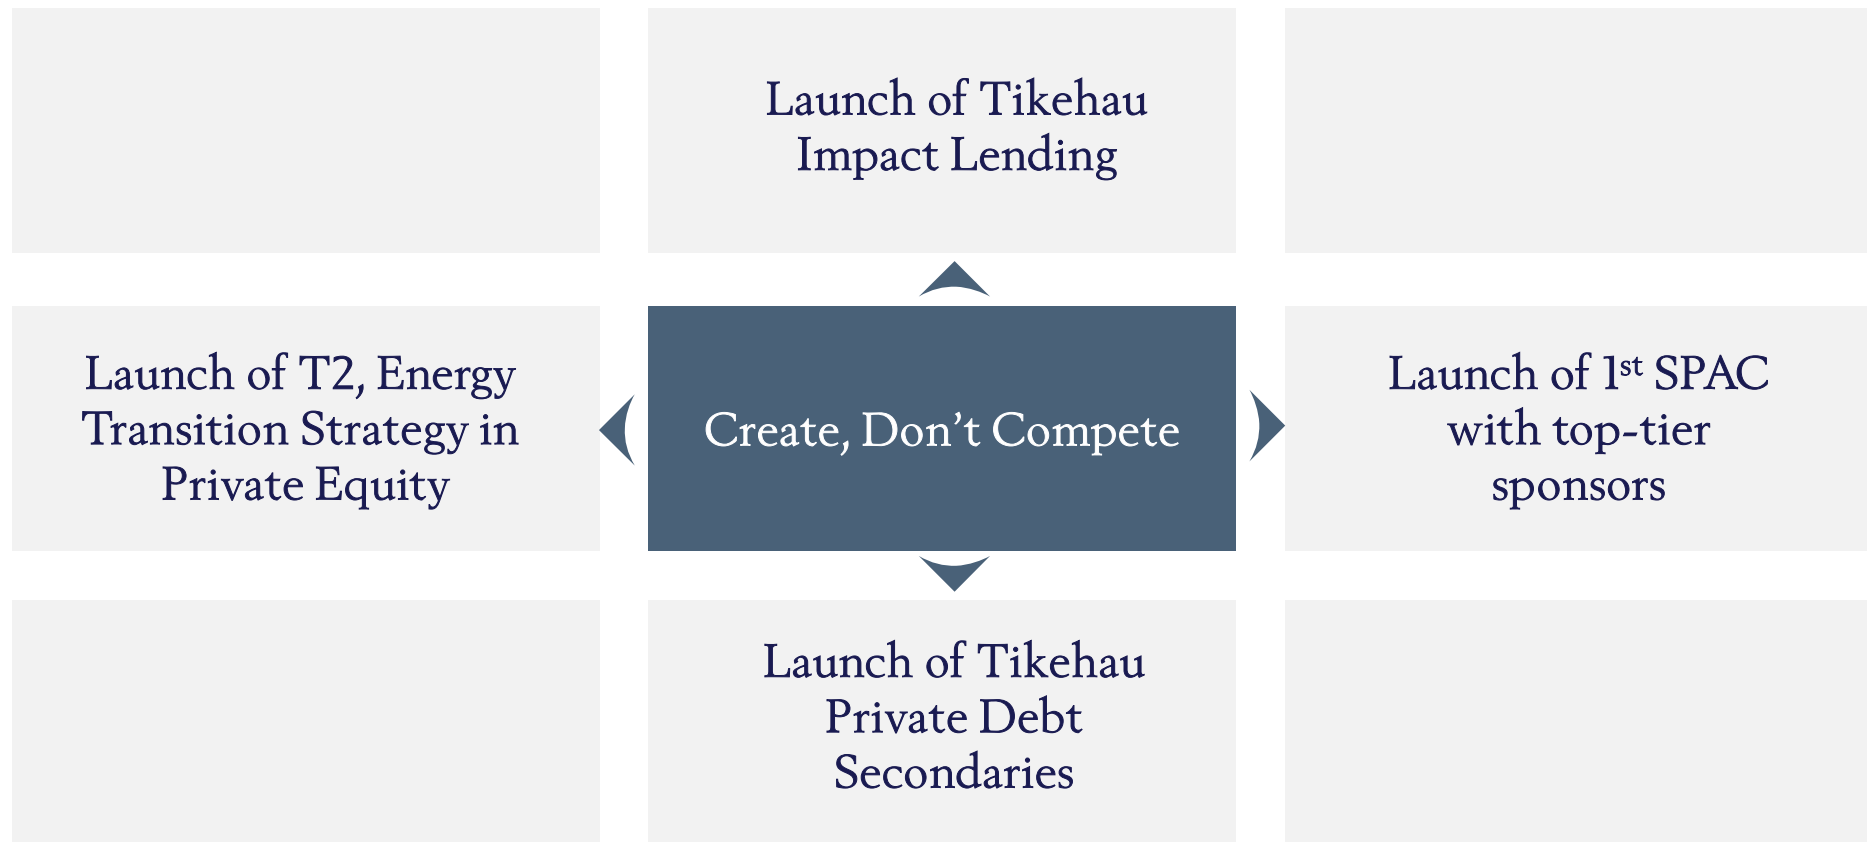 Launch of Tikehau
Impact Lending
Launch of T2, Energy
Transition Strategy in
Private Equity
Create, Don’t Compete
Launch of 1st SPAC
with top-tier
sponsors
Launch of Tikehau
Private Debt
Secondaries